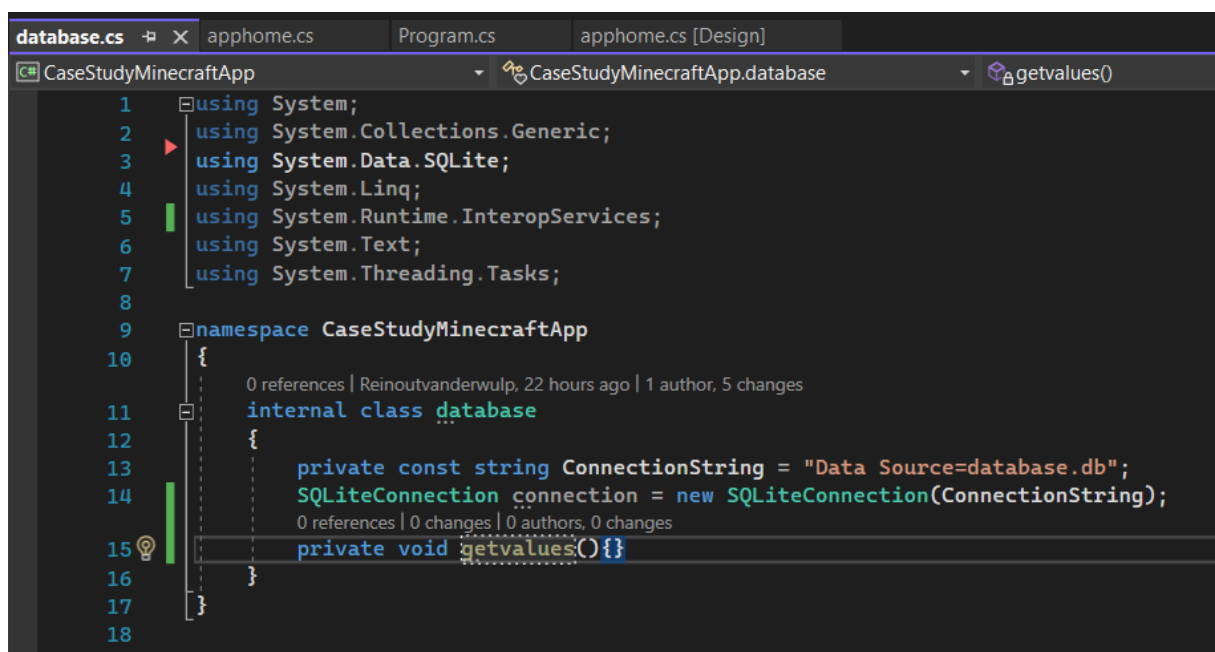 database.cs apphome.cs Program.cs apphome.cs [Design]
C# CaseStudyMinecraftApp CaseStudyMinecraftApp.database getvalues()
1 using System;
2 using System.Collections.Generic;
3 using System.Data.SQLite;
4 using System.Linq;
5 using System.Runtime.InteropServices;
6 using System.Text;
7 using System.Threading.Tasks;
8
9 namespace CaseStudyMinecraftApp
10 {
0 references | Reinoutvanderwulp, 22 hours ago | 1 author, 5 changes
11 internal class database
12 {
13 private const string ConnectionString = "Data Source=database.db";
14 SQLiteConnection connection = new SQLiteConnection(ConnectionString);
0 references | 0 changes | 0 authors, 0 changes
15 private void getvalues(){}
16 }
17 }
18